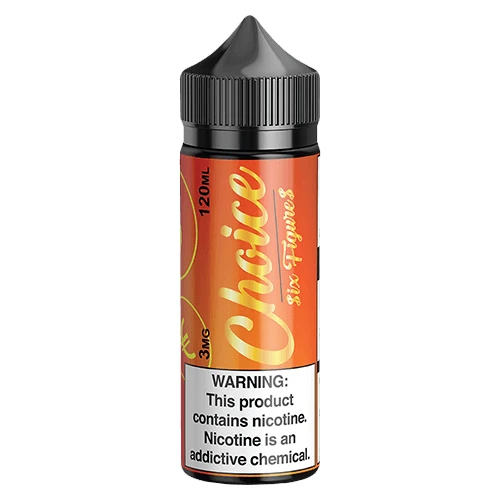 120ML
3MG
Choice
Six Figures
WARNING:
This product
contains nicotine.
Nicotine is an
addictive chemical.